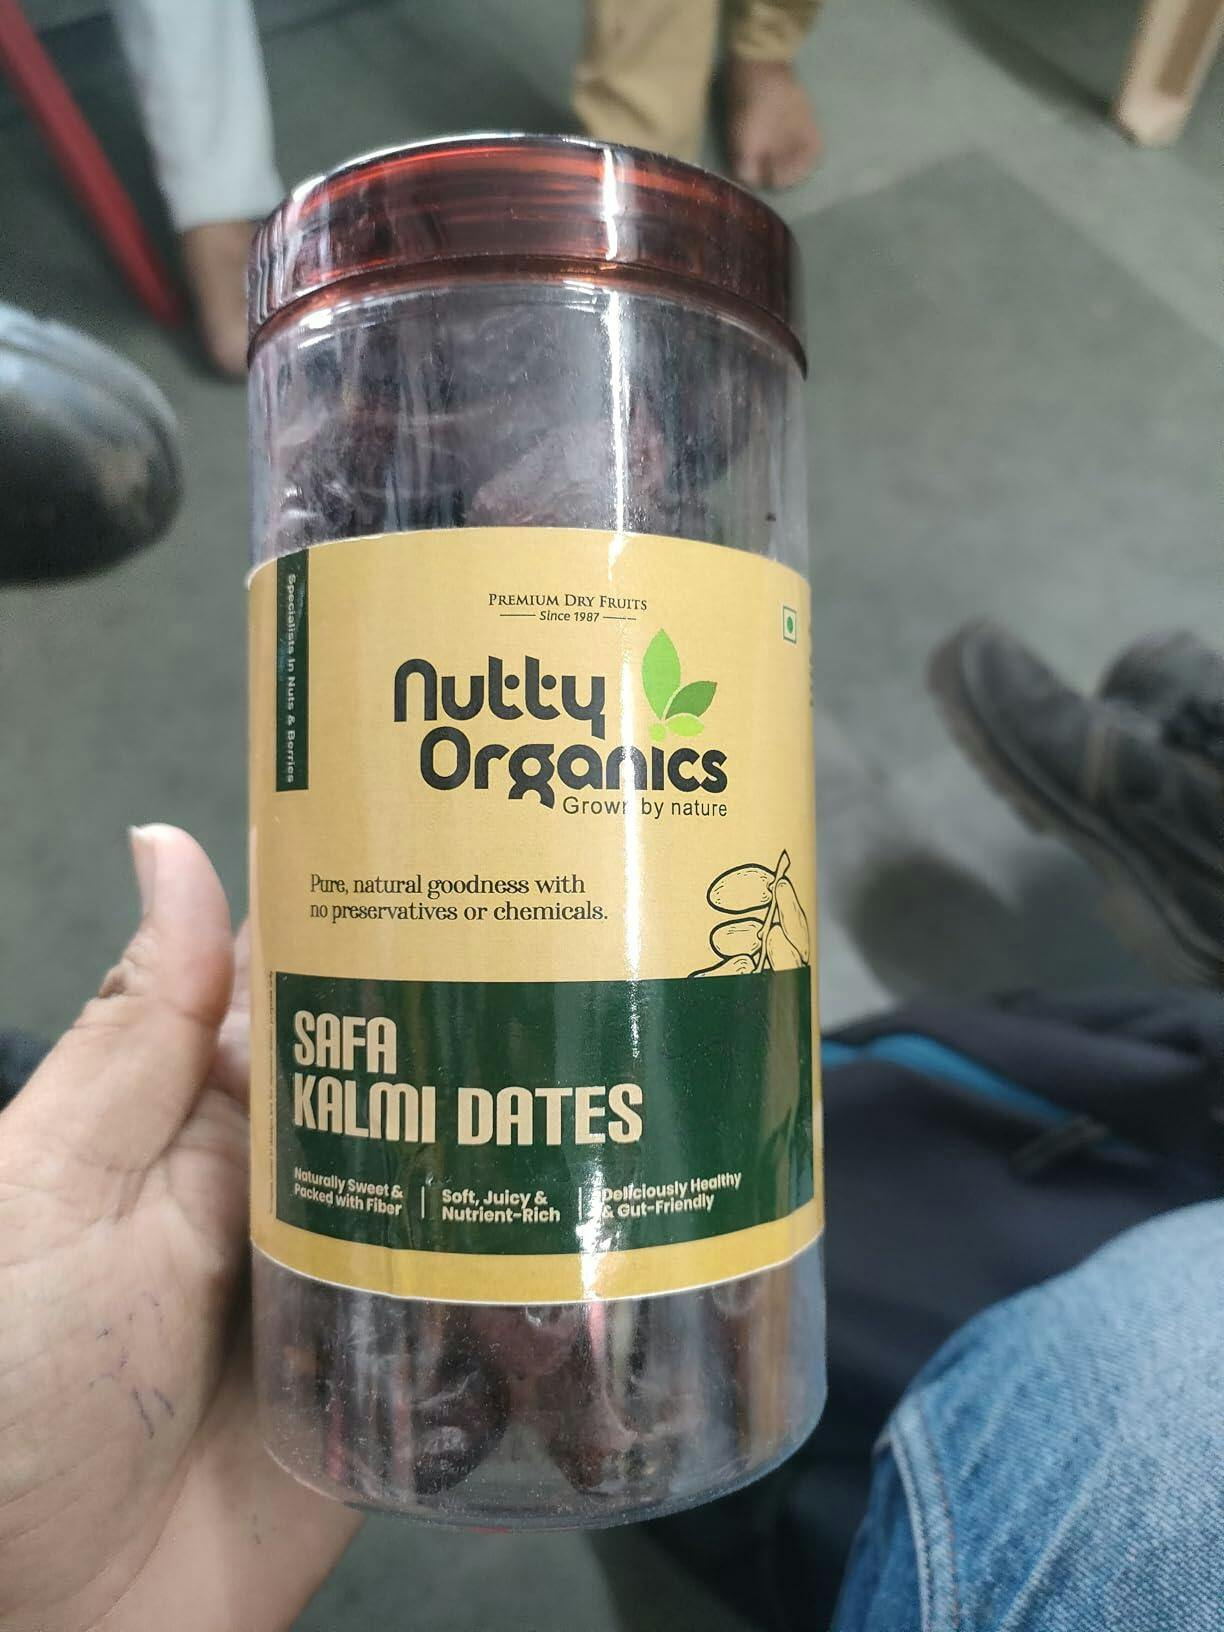 PREMIUM DRY FRUITS
Since 1987
Specialists In Nuts & Berries
Nutty
Organics
Grown by nature
Pure, natural goodness with
no preservatives or chemicals.
SAFA
KALMI DATES
Naturally Sweet &
Packed with Fiber
Soft, Juicy &
Nutrient-Rich
Deliciously Healthy
& Gut-Friendly